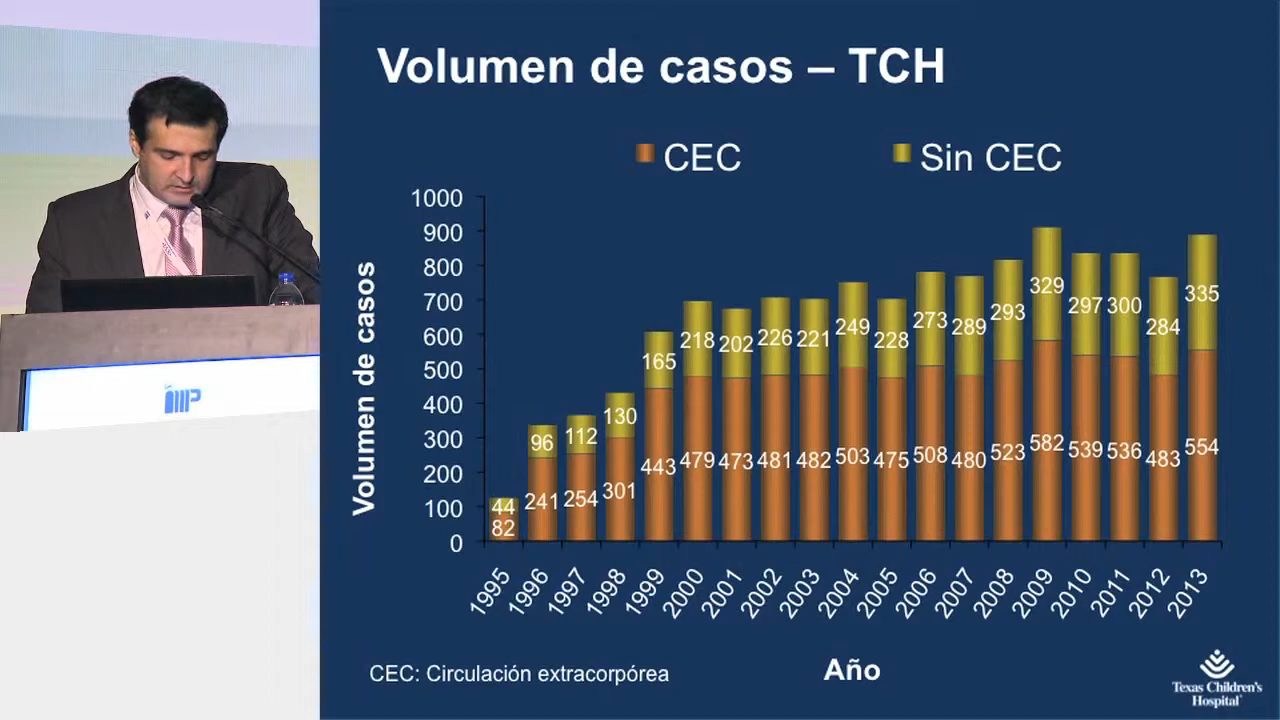 Volumen de casos – TCH
CEC
Sin CEC
1000
900
800
700
600
500
400
300
200
100
0
Volumen de casos
44 96 112 130 165 218 202 226 221 249 228 273 289 293 329 297 300 284 335
82 241 254 301 443 479 473 481 482 503 475 508 480 523 582 539 536 483 554
1995 1996 1997 1998 1999 2000 2001 2002 2003 2004 2005 2006 2007 2008 2009 2010 2011 2012 2013
Año
CEC: Circulación extracorpórea
Texas Children's
Hospital